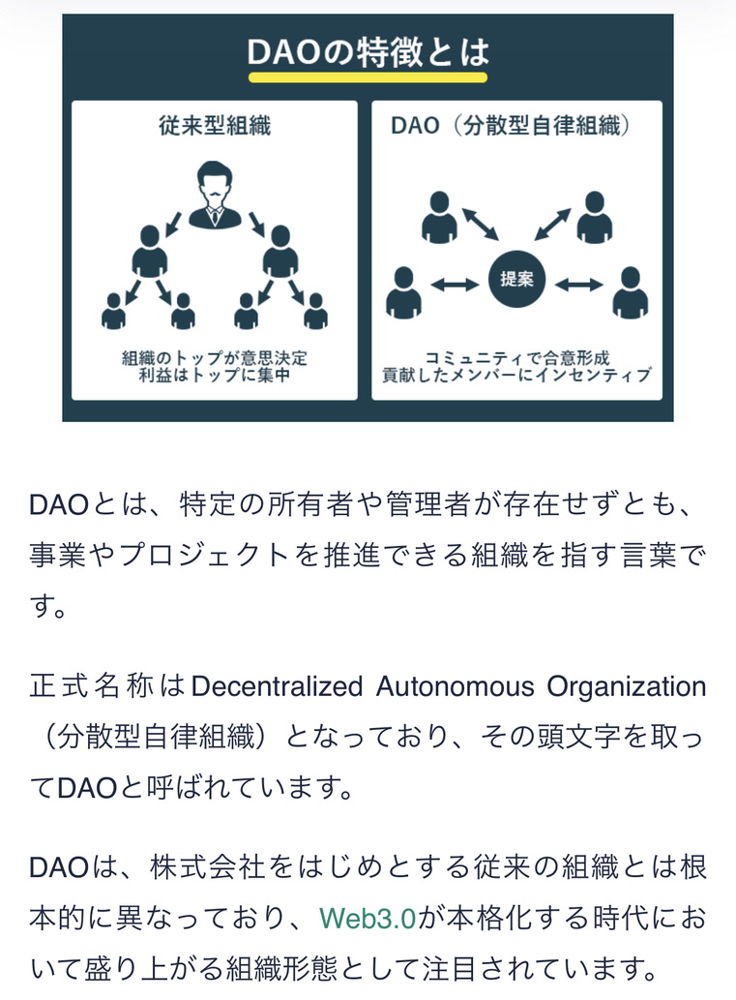 DAOの特徴とは
従来型組織
組織のトップが意思決定
利益はトップに集中
DAO（分散型自律組織）
提案
コミュニティで合意形成
貢献したメンバーにインセンティブ
DAOとは、特定の所有者や管理者が存在せずとも、
事業やプロジェクトを推進できる組織を指す言葉で
す。
正式名称はDecentralized Autonomous Organization
（分散型自律組織）となっており、その頭文字を取っ
てDAOと呼ばれています。
DAOは、株式会社をはじめとする従来の組織とは根
本的に異なっており、Web3.0が本格化する時代にお
いて盛り上がる組織形態として注目されています。